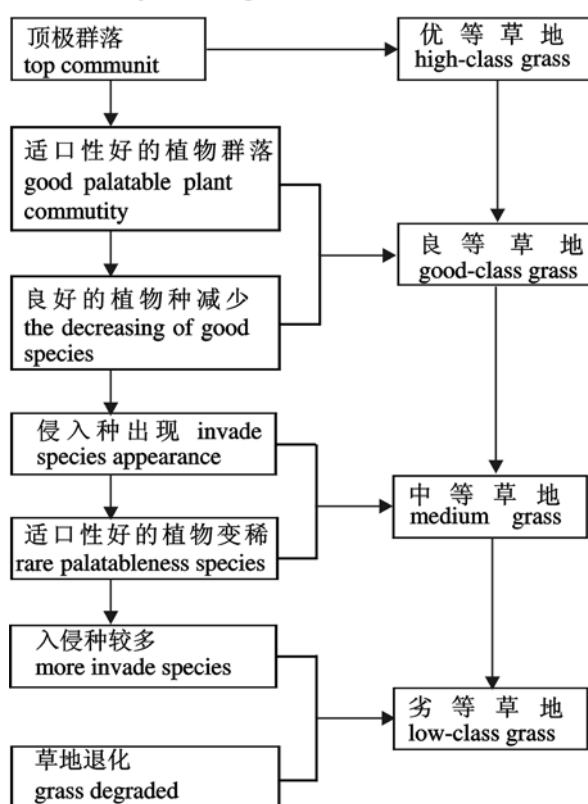 顶极群落
top communit
优等草地
high-class grass
适口性好的植物群落
good palatable plant
commutity
良等草地
good-class grass
良好的植物种减少
the decreasing of good
species
侵入种出现 invade
species appearance
中等草地
medium grass
适口性好的植物变稀
rare palatableness species
入侵种较多
more invade species
劣等草地
low-class grass
草地退化
grass degraded